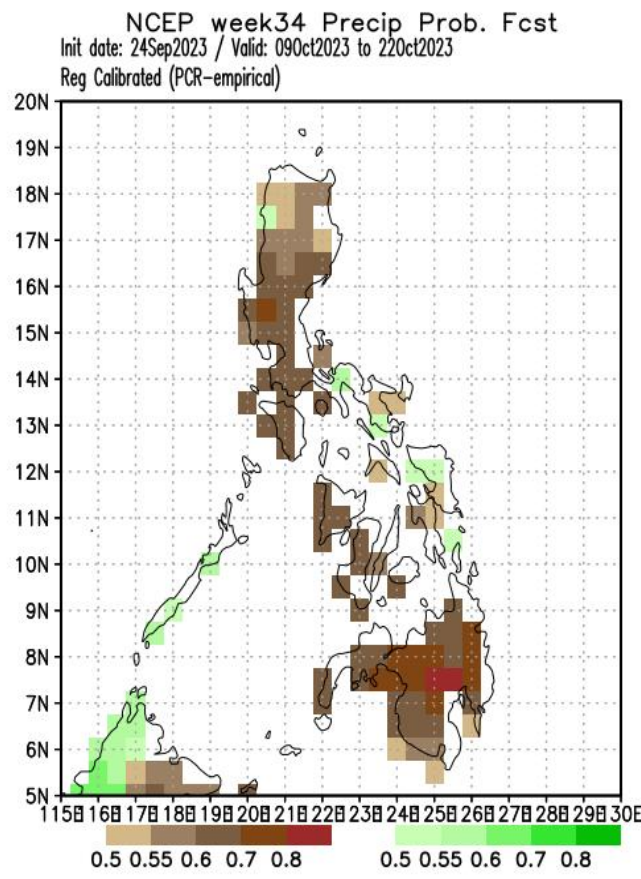 NCEP week34 Precip Prob. Fcst
Init date: 24Sep2023 / Valid: 09Oct2023 to 22Oct2023
Reg Calibrated (PCR-empirical)
20N
19N
18N
17N
16N
15N
14N
13N
12N
11N
10N
9N
8N
7N
6N
5N
115E 116E 117E 118E 119E 120E 121E 122E 123E 124E 125E 126E 127E 128E 129E 130E
0.5 0.55 0.6 0.7 0.8 0.5 0.55 0.6 0.7 0.8